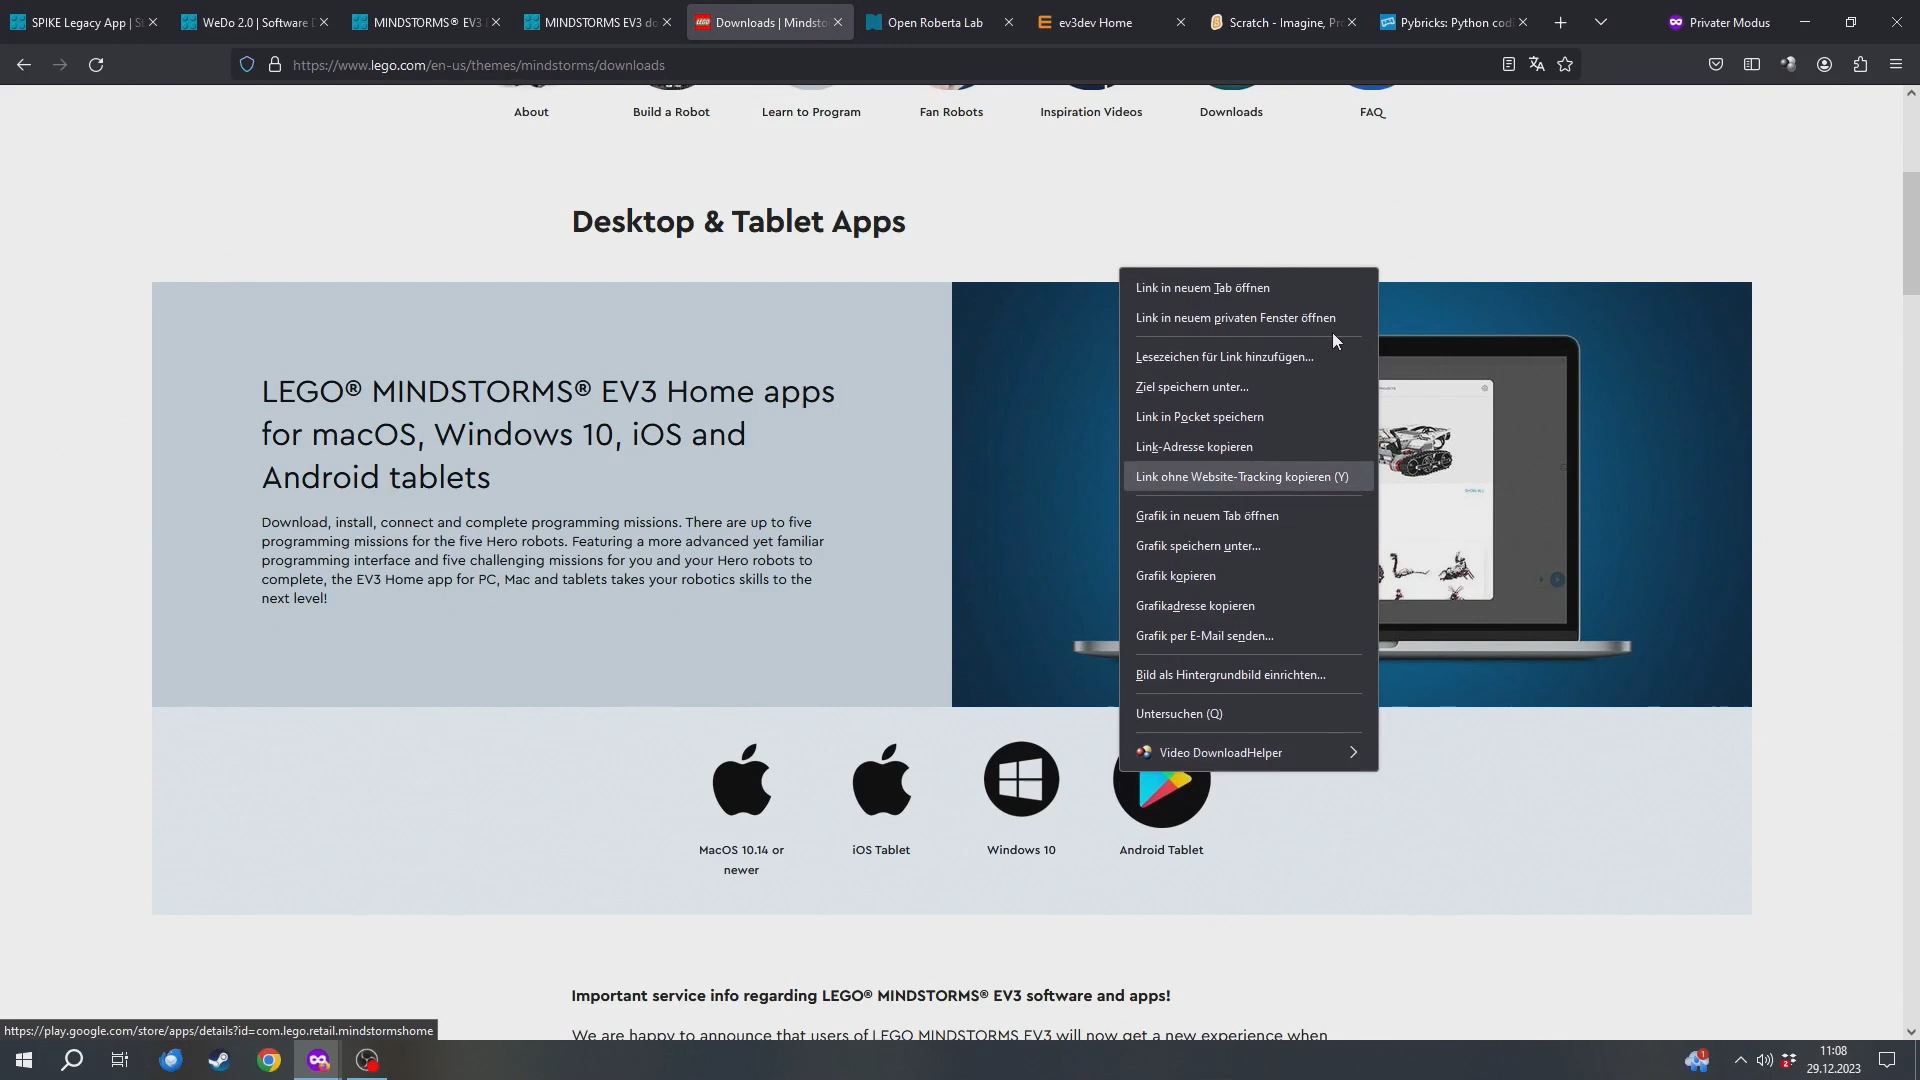 SPIKE Legacy App | S
WeDo 2.0 | Software D
MINDSTORMS® EV3 D
MINDSTORMS EV3 do
Downloads | Mindsto
Open Roberta Lab
ev3dev Home
Scratch - Imagine, Pr
Pybricks: Python codi
Privater Modus
https://www.lego.com/en-us/themes/mindstorms/downloads
About
Build a Robot
Learn to Program
Fan Robots
Inspiration Videos
Downloads
FAQ
Desktop & Tablet Apps
LEGO® MINDSTORMS® EV3 Home apps
for macOS, Windows 10, iOS and
Android tablets
Download, install, connect and complete programming missions. There are up to five
programming missions for the five Hero robots. Featuring a more advanced yet familiar
programming interface and five challenging missions for you and your Hero robots to
complete, the EV3 Home app for PC, Mac and tablets takes your robotics skills to the
next level!
Link in neuem Tab öffnen
Link in neuem privaten Fenster öffnen
Lesezeichen für Link hinzufügen...
Ziel speichern unter...
Link in Pocket speichern
Link-Adresse kopieren
Link ohne Website-Tracking kopieren (Y)
Grafik in neuem Tab öffnen
Grafik speichern unter...
Grafik kopieren
Grafikadresse kopieren
Grafik per E-Mail senden...
Bild als Hintergrundbild einrichten...
Untersuchen (Q)
Video DownloadHelper
MacOS 10.14 or
newer
iOS Tablet
Windows 10
Android Tablet
Important service info regarding LEGO® MINDSTORMS® EV3 software and apps!
We are happy to announce that users of LEGO MINDSTORMS EV3 will now get a new experience when
https://play.google.com/store/apps/details?id=com.lego.retail.mindstormshome
11:08
29.12.2023